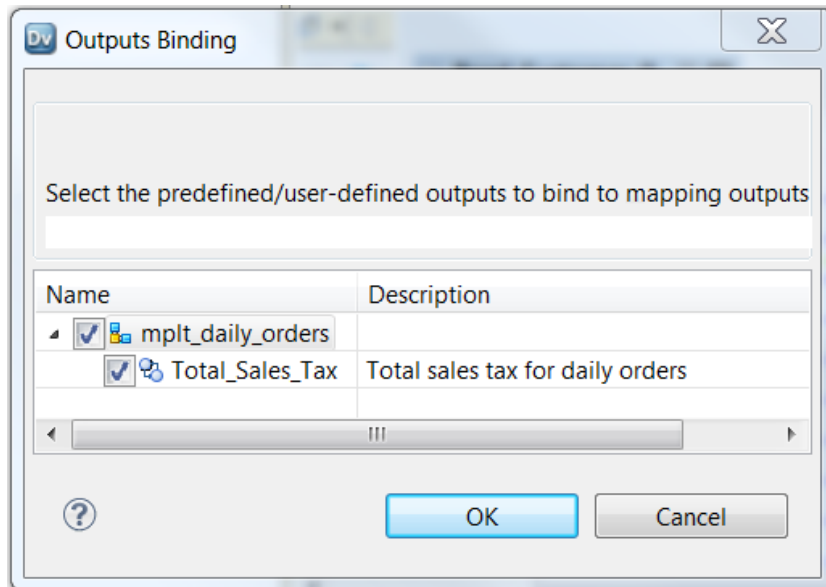 Dv Outputs Binding
Select the predefined/user-defined outputs to bind to mapping outputs
Name Description
mplt_daily_orders
Total_Sales_Tax Total sales tax for daily orders
OK Cancel